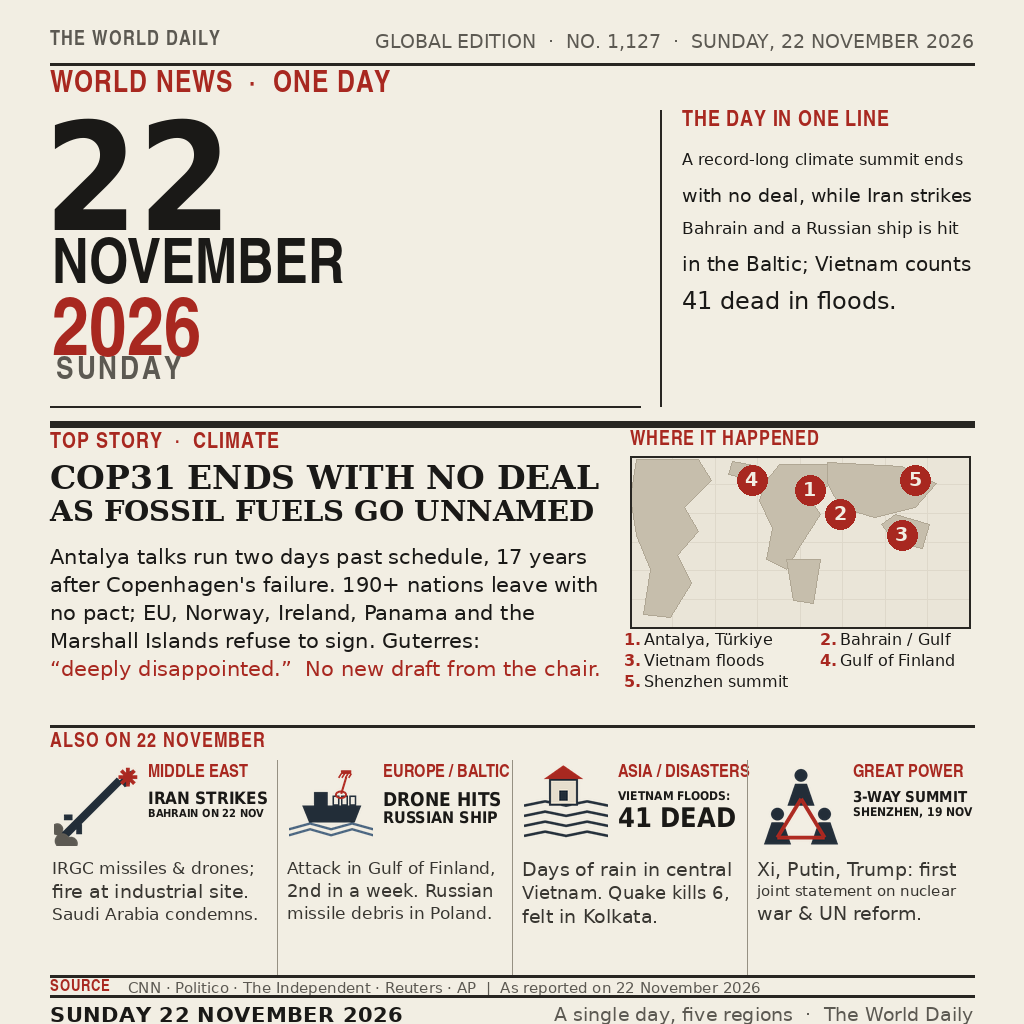 THE WORLD DAILY
GLOBAL EDITION · NO. 1,127 · SUNDAY, 22 NOVEMBER 2026
WORLD NEWS · ONE DAY
22
NOVEMBER
2026
SUNDAY
THE DAY IN ONE LINE
A record-long climate summit ends
with no deal, while Iran strikes
Bahrain and a Russian ship is hit
in the Baltic; Vietnam counts
41 dead in floods.
TOP STORY · CLIMATE
COP31 ENDS WITH NO DEAL
AS FOSSIL FUELS GO UNNAMED
Antalya talks run two days past schedule, 17 years
after Copenhagen's failure. 190+ nations leave with
no pact; EU, Norway, Ireland, Panama and the
Marshall Islands refuse to sign. Guterres:
“deeply disappointed.” No new draft from the chair.
WHERE IT HAPPENED
4
1
5
2
3
1. Antalya, Türkiye
2. Bahrain / Gulf
3. Vietnam floods
4. Gulf of Finland
5. Shenzhen summit
ALSO ON 22 NOVEMBER
MIDDLE EAST
IRAN STRIKES
BAHRAIN ON 22 NOV
IRGC missiles & drones;
fire at industrial site.
Saudi Arabia condemns.
EUROPE / BALTIC
DRONE HITS
RUSSIAN SHIP
Attack in Gulf of Finland,
2nd in a week. Russian
missile debris in Poland.
ASIA / DISASTERS
VIETNAM FLOODS:
41 DEAD
Days of rain in central
Vietnam. Quake kills 6,
felt in Kolkata.
GREAT POWER
3-WAY SUMMIT
SHENZHEN, 19 NOV
Xi, Putin, Trump: first
joint statement on nuclear
war & UN reform.
SOURCE CNN · Politico · The Independent · Reuters · AP | As reported on 22 November 2026
SUNDAY 22 NOVEMBER 2026
A single day, five regions · The World Daily